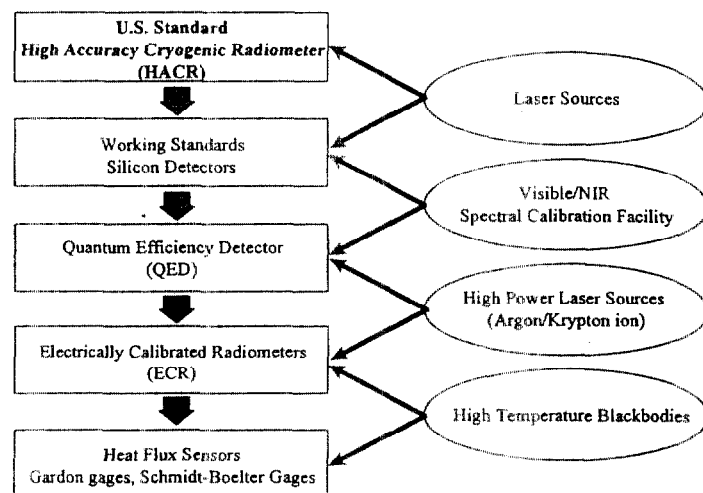 U.S. Standard
High Accuracy Cryogenic Radiometer
(HACR)
Laser Sources
Working Standards
Silicon Detectors
Visible/NIR
Spectral Calibration Facility
Quantum Efficiency Detector
(QED)
High Power Laser Sources
(Argon/Krypton ion)
Electrically Calibrated Radiometers
(ECR)
High Temperature Blackbodies
Heat Flux Sensors
Gardon gages, Schmidt-Boelter Gages